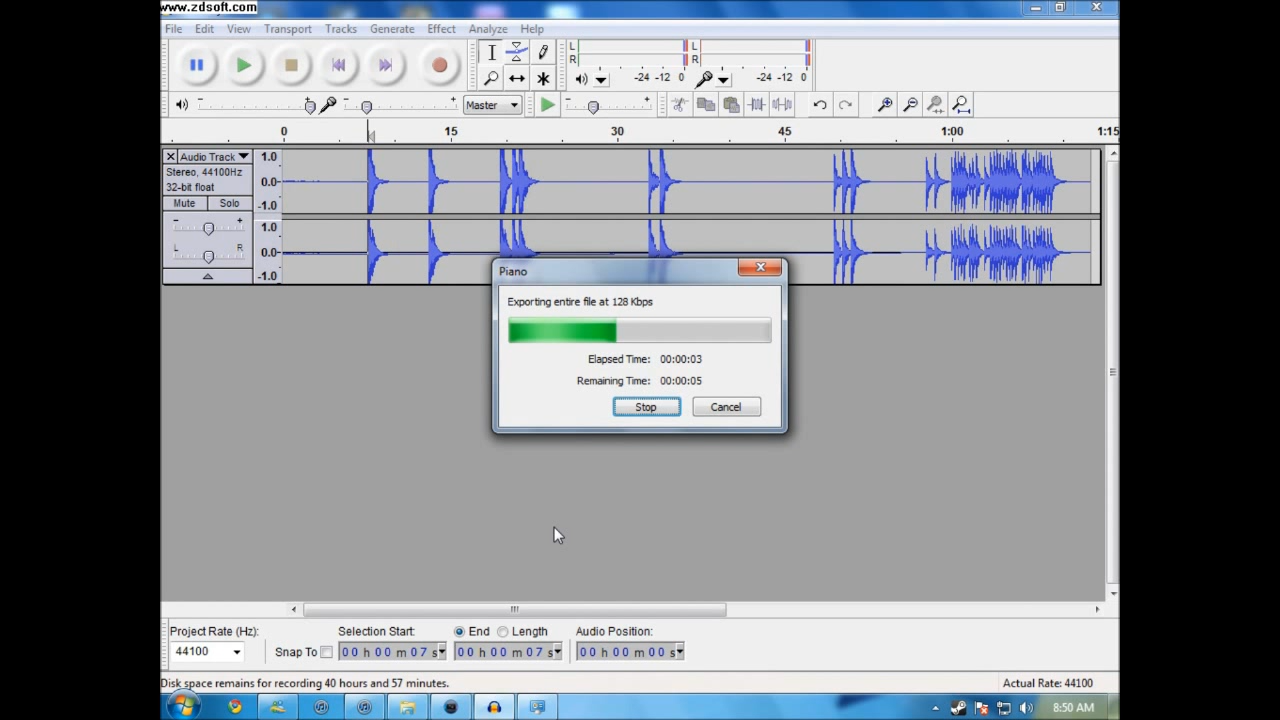 www.zdsoft.com
File Edit View Transport Tracks Generate Effect Analyze Help
L L
R R
-24 -12 0 -24 -12 0
Master
0 15 30 45 1:00 1:15
Audio Track 1.0
Stereo, 44100Hz 0.0-
32-bit float
Mute Solo -1.0
- + 1.0
L R 0.0-
-1.0
Piano
Exporting entire file at 128 Kbps
Elapsed Time: 00:00:03
Remaining Time: 00:00:05
Stop Cancel
Project Rate (Hz): Selection Start: End Length Audio Position:
44100 Snap To 00 h 00 m 07 s 00 h 00 m 07 s 00 h 00 m 00 s
Disk space remains for recording 40 hours and 57 minutes. Actual Rate: 44100
8:50 AM